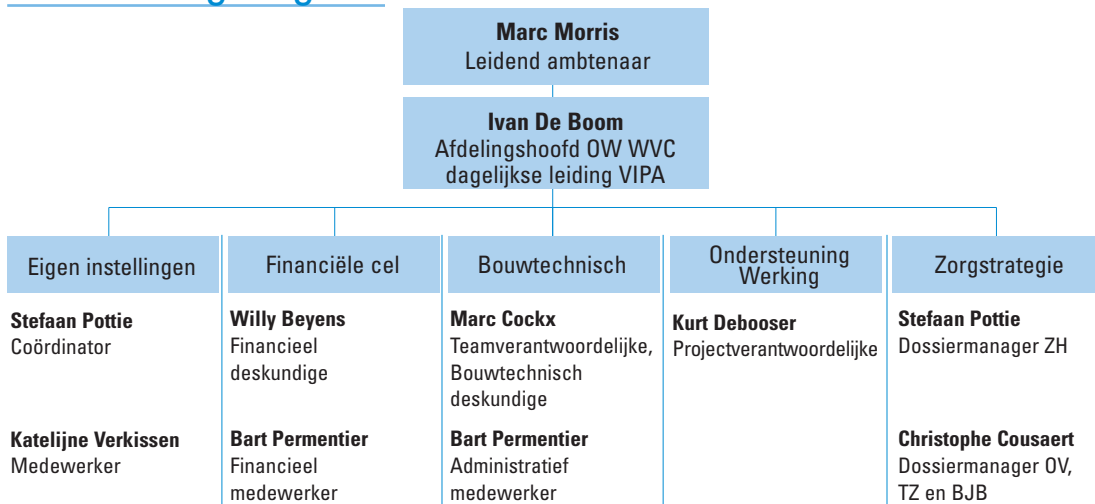 Marc Morris
Leidend ambtenaar
Ivan De Boom
Afdelingshoofd OW WVC
dagelijkse leiding VIPA
Eigen instellingen
Stefaan Pottie
Coördinator
Katelijne Verkissen
Medewerker
Financiële cel
Willy Beyens
Financieel
deskundige
Bart Permentier
Financieel
medewerker
Bouwtechnisch
Marc Cockx
Teamverantwoordelijke,
Bouwtechnisch
deskundige
Bart Permentier
Administratief
medewerker
Ondersteuning
Werking
Kurt Debooser
Projectverantwoordelijke
Zorgstrategie
Stefaan Pottie
Dossiermanager ZH
Christophe Cousaert
Dossiermanager OV,
TZ en BJB